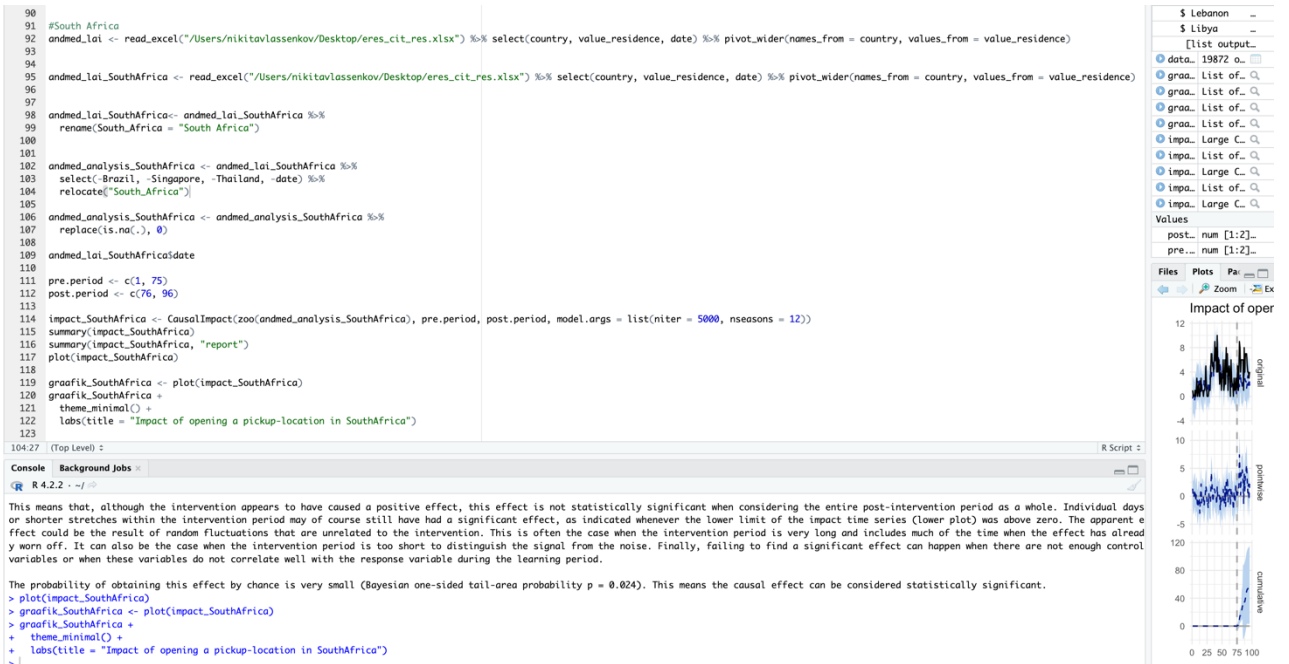 90
91 #South Africa
92 andmed_lai <- read_excel("/Users/nikitavlassenkov/Desktop/eres_cit_res.xlsx") %>% select(country, value_residence, date) %>% pivot_wider(names_from = country, values_from = value_residence)
93
94
95 andmed_lai_SouthAfrica <- read_excel("/Users/nikitavlassenkov/Desktop/eres_cit_res.xlsx") %>% select(country, value_residence, date) %>% pivot_wider(names_from = country, values_from = value_residence)
96
97
98 andmed_lai_SouthAfrica<- andmed_lai_SouthAfrica %>%
99 rename(South_Africa = "South Africa")
100
101
102 andmed_analysis_SouthAfrica <- andmed_lai_SouthAfrica %>%
103 select(-Brazil, -Singapore, -Thailand, -date) %>%
104 relocate("South_Africa")
105
106 andmed_analysis_SouthAfrica <- andmed_analysis_SouthAfrica %>%
107 replace(is.na(.), 0)
108
109 andmed_lai_SouthAfrica$date
110
111 pre.period <- c(1, 75)
112 post.period <- c(76, 96)
113
114 impact_SouthAfrica <- CausalImpact(zoo(andmed_analysis_SouthAfrica), pre.period, post.period, model.args = list(niter = 5000, nseasons = 12))
115 summary(impact_SouthAfrica)
116 summary(impact_SouthAfrica, "report")
117 plot(impact_SouthAfrica)
118
119 graafik_SouthAfrica <- plot(impact_SouthAfrica)
120 graafik_SouthAfrica +
121 theme_minimal() +
122 labs(title = "Impact of opening a pickup-location in SouthAfrica")
123
104:27 (Top Level) R Script
Console Background Jobs
R 4.2.2 · ~/
This means that, although the intervention appears to have caused a positive effect, this effect is not statistically significant when considering the entire post-intervention period as a whole. Individual days
or shorter stretches within the intervention period may of course still have had a significant effect, as indicated whenever the lower limit of the impact time series (lower plot) was above zero. The apparent e
ffect could be the result of random fluctuations that are unrelated to the intervention. This is often the case when the intervention period is very long and includes much of the time when the effect has alread
y worn off. It can also be the case when the intervention period is too short to distinguish the signal from the noise. Finally, failing to find a significant effect can happen when there are not enough control
variables or when these variables do not correlate well with the response variable during the learning period.
The probability of obtaining this effect by chance is very small (Bayesian one-sided tail-area probability p = 0.024). This means the causal effect can be considered statistically significant.
> plot(impact_SouthAfrica)
> graafik_SouthAfrica <- plot(impact_SouthAfrica)
> graafik_SouthAfrica +
+ theme_minimal() +
+ labs(title = "Impact of opening a pickup-location in SouthAfrica")
>
$ Lebanon …
$ Libya …
[list output…
data… 19872 o…
graa… List of…
graa… List of…
graa… List of…
graa… List of…
impa… Large C…
impa… List of…
impa… Large C…
impa… List of…
impa… Large C…
Values
post… num [1:2]…
pre.… num [1:2]…
Files Plots Pa
Zoom Ex
Impact of oper
12
8
4
0
-4
original
10
5
0
-5
pointwise
120
80
40
0
cumulative
0 25 50 75 100